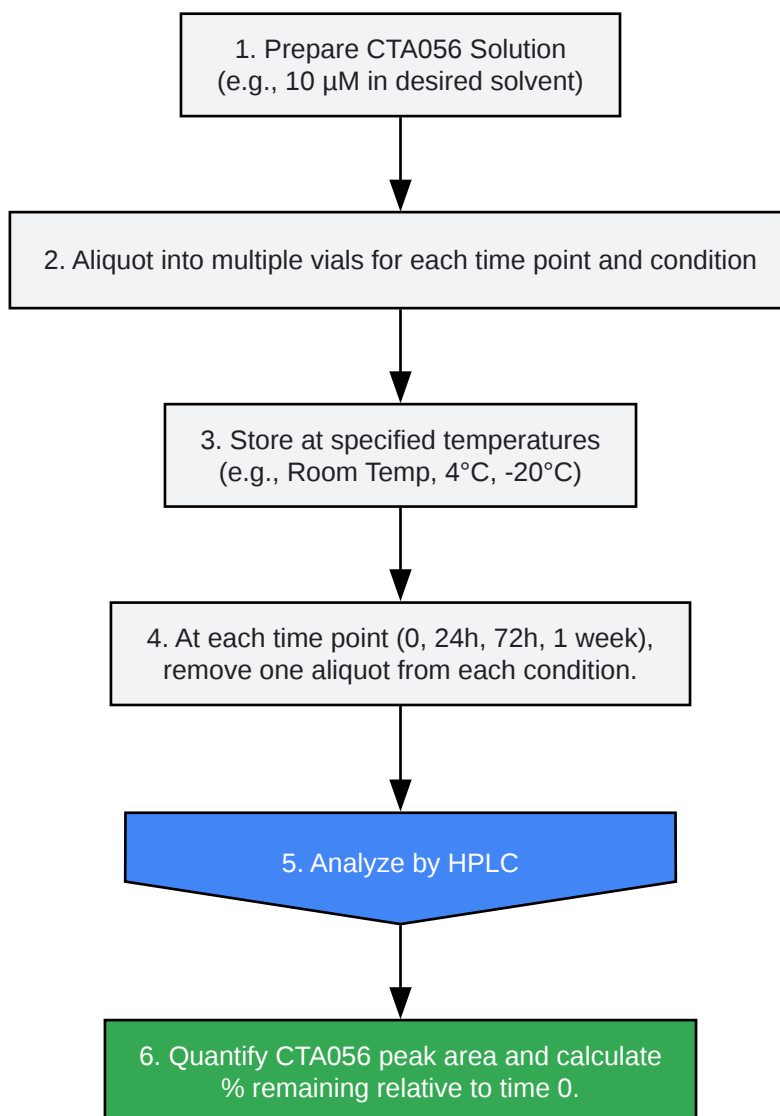 1. Prepare CTA056 Solution
(e.g., 10 µM in desired solvent)
2. Aliquot into multiple vials for each time point and condition
3. Store at specified temperatures
(e.g., Room Temp, 4°C, -20°C)
4. At each time point (0, 24h, 72h, 1 week),
remove one aliquot from each condition.
5. Analyze by HPLC
6. Quantify CTA056 peak area and calculate
% remaining relative to time 0.